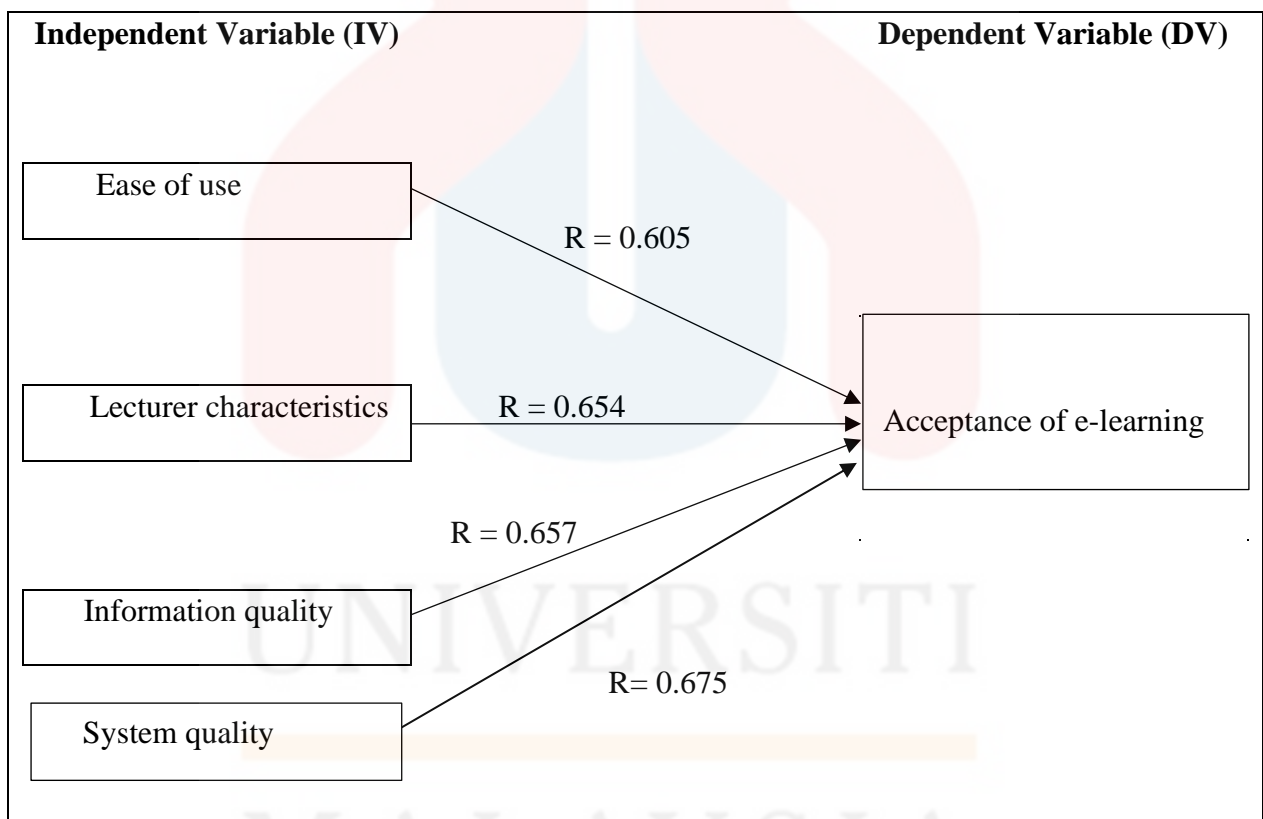 Independent Variable (IV)
Dependent Variable (DV)
Ease of use
R = 0.605
Lecturer characteristics
R = 0.654
Acceptance of e-learning
R = 0.657
Information quality
UNIVERSITI
R= 0.675
System quality
MALAYSIA